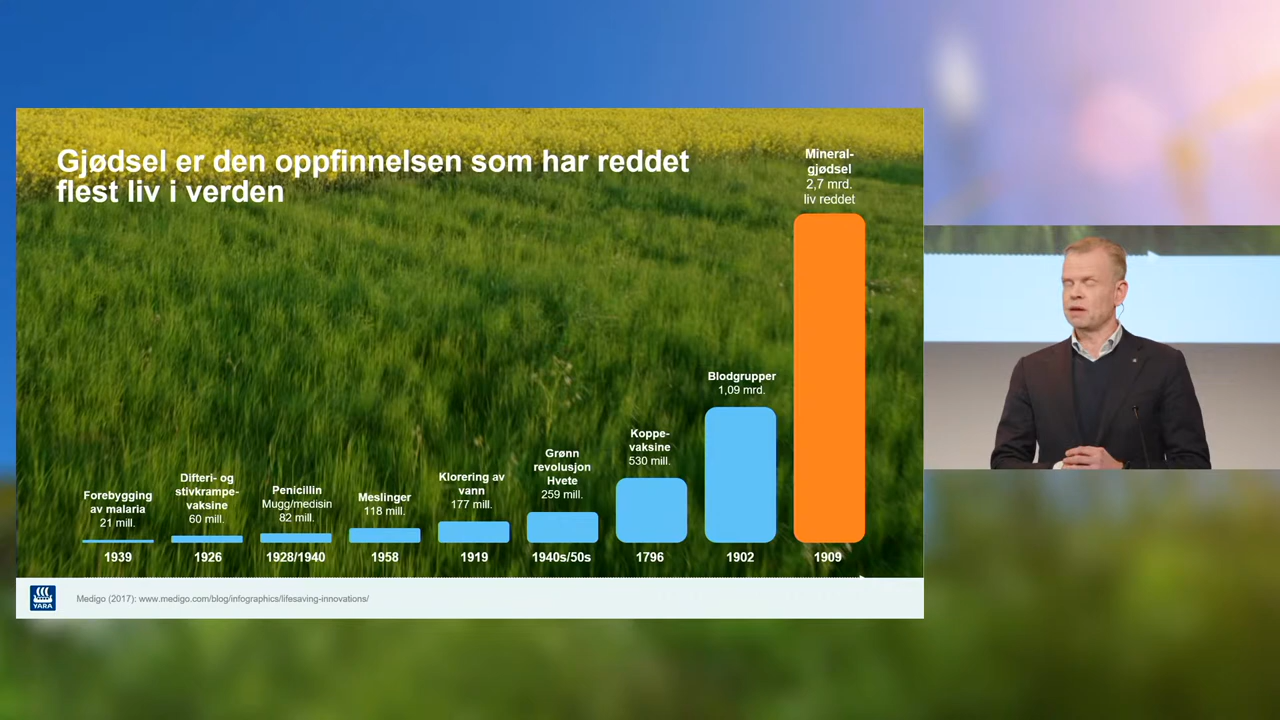 Gjødsel er den oppfinnelsen som har reddet
flest liv i verden
Forebygging
av malaria
21 mill.
1939
Difteri- og
stivkrampe-
vaksine
60 mill.
1926
Penicillin
Mugg/medisin
82 mill.
1928/1940
Meslinger
118 mill.
1958
Klorering av
vann
177 mill.
1919
Grønn
revolusjon
Hvete
259 mill.
1940s/50s
Koppe-
vaksine
530 mill.
1796
Blodgrupper
1,09 mrd.
1902
Mineral-
gjødsel
2,7 mrd.
liv reddet
1909
YARA
Medigo (2017): www.medigo.com/blog/infographics/lifesaving-innovations/